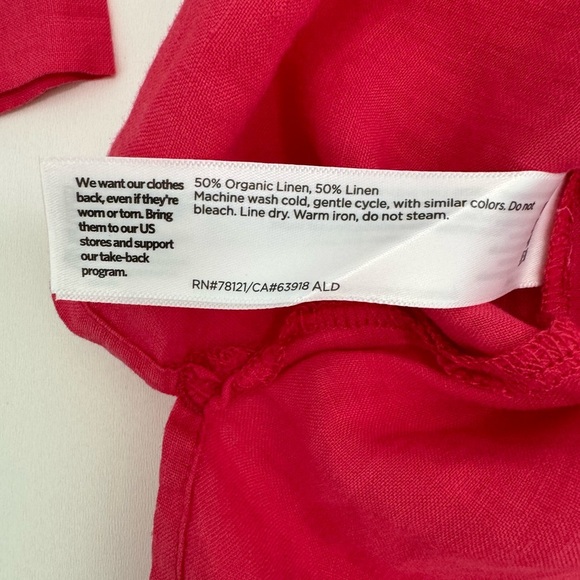 We want our clothes
back, even if they're
worn or torn. Bring
them to our US
stores and support
our take-back
program.
50% Organic Linen, 50% Linen
Machine wash cold, gentle cycle, with similar colors. Do not
bleach. Line dry. Warm iron, do not steam.
RN#78121/CA#63918 ALD